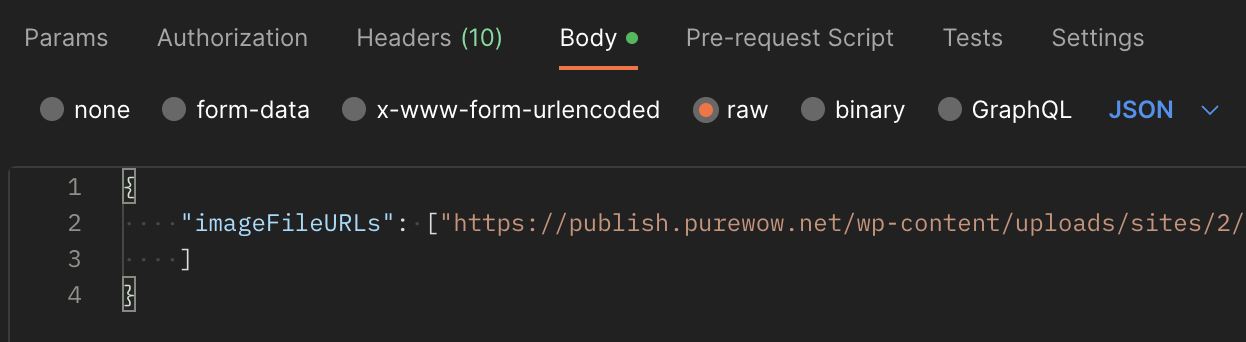 Params Authorization Headers (10) Body Pre-request Script Tests Settings
none form-data x-www-form-urlencoded raw binary GraphQL JSON
1 {
2 "imageFileURLs": ["https://publish.purewow.net/wp-content/uploads/sites/2/
3 ]
4 }